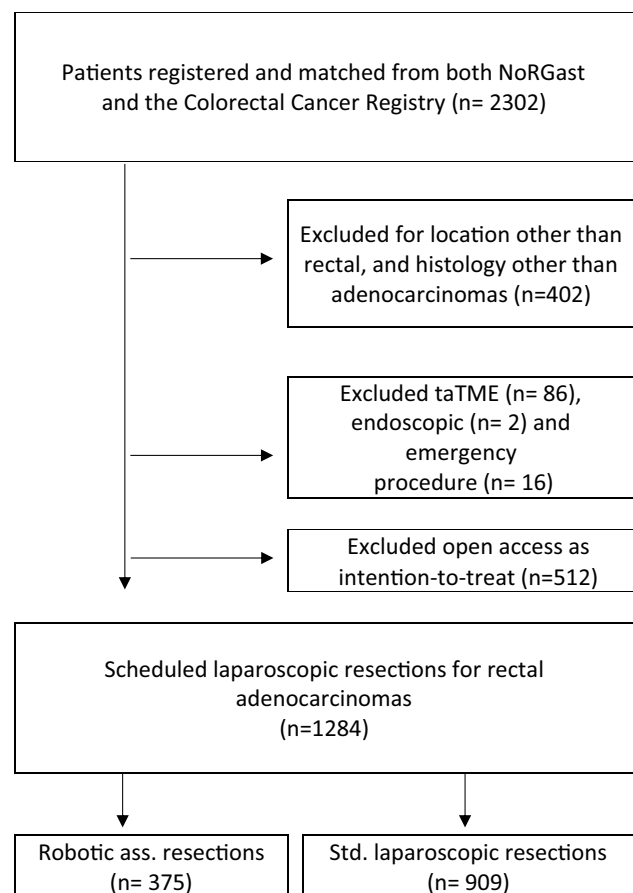 Patients registered and matched from both NoRGast
and the Colorectal Cancer Registry (n= 2302)
Excluded for location other than
rectal, and histology other than
adenocarcinomas (n=402)
Excluded taTME (n= 86),
endoscopic (n= 2) and
emergency
procedure (n= 16)
Excluded open access as
intention-to-treat (n=512)
Scheduled laparoscopic resections for rectal
adenocarcinomas
(n=1284)
Robotic ass. resections
(n= 375)
Std. laparoscopic resections
(n= 909)